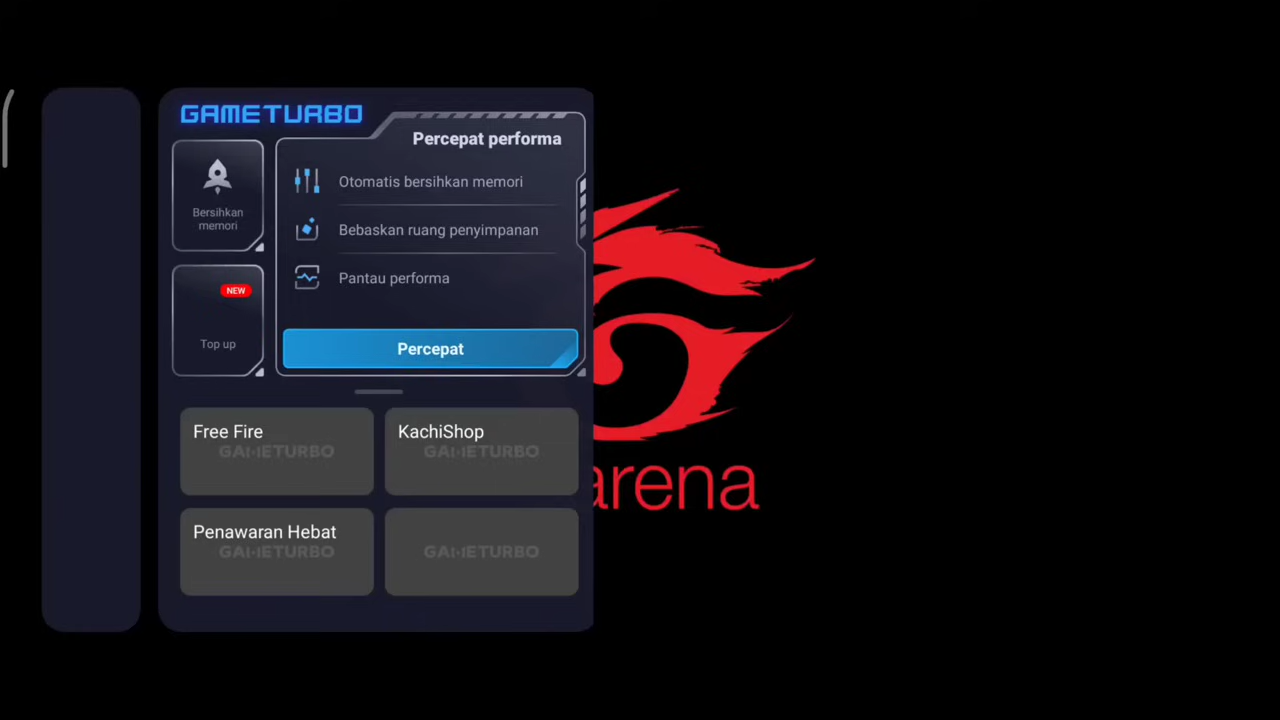 GAMETURBO
Percepat performa
Otomatis bersihkan memori
Bebaskan ruang penyimpanan
Pantau performa
Percepat
Bersihkan
memori
NEW
Top up
Free Fire
GAMETURBO
KachiShop
GAMETURBO
Penawaran Hebat
GAMETURBO
GAMETURBO
arena